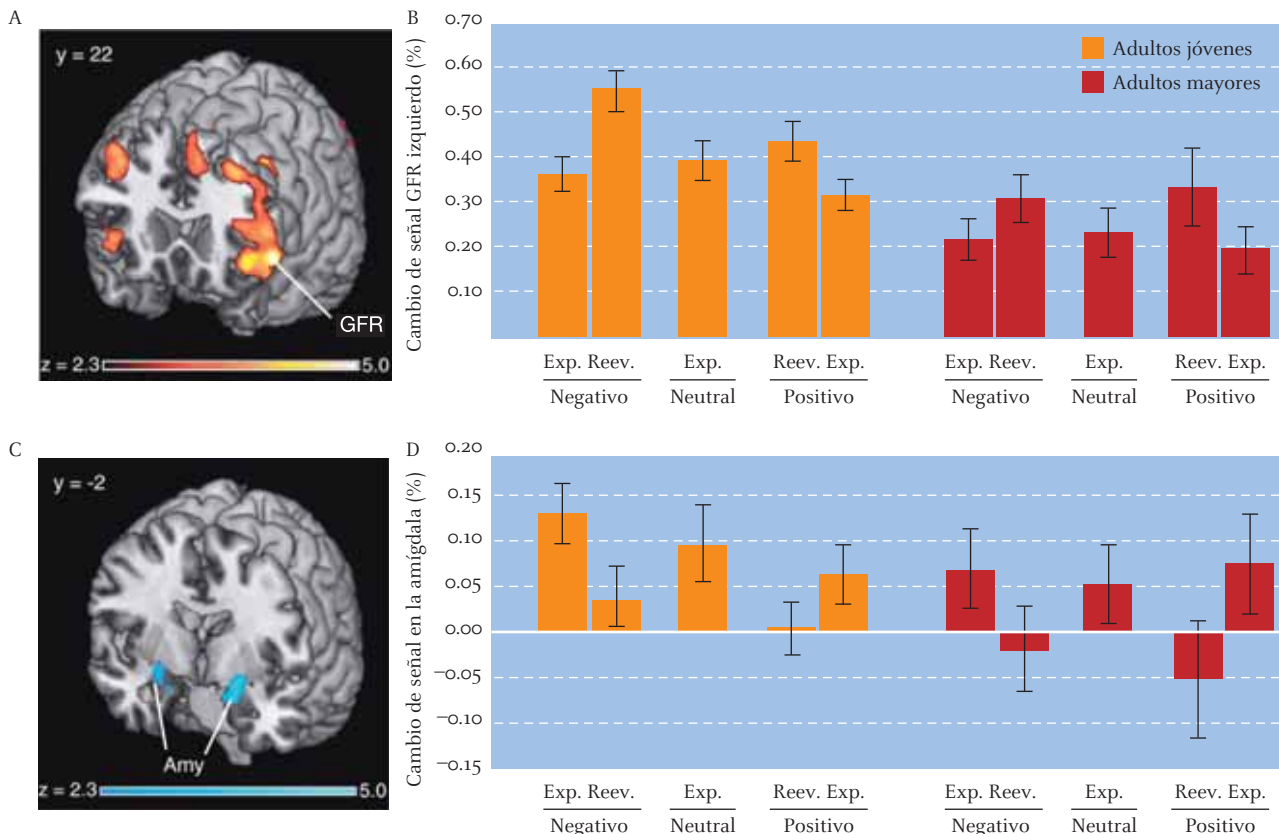 A
y = 22
GFR
z = 2.3 5.0
B
Cambio de señal GFR izquierdo (%)
0.70
0.60
0.50
0.40
0.30
0.20
0.10
Adultos jóvenes
Adultos mayores
Exp. Reev. Exp. Reev. Exp. Exp. Reev. Exp. Reev. Exp.
Negativo Neutral Positivo Negativo Neutral Positivo
C
y = -2
Amy
z = 2.3 5.0
D
Cambio de señal en la amígdala (%)
0.20
0.15
0.10
0.05
0.00
−0.05
−0.10
−0.15
Exp. Reev. Exp. Reev. Exp. Exp. Reev. Exp. Reev. Exp.
Negativo Neutral Positivo Negativo Neutral Positivo